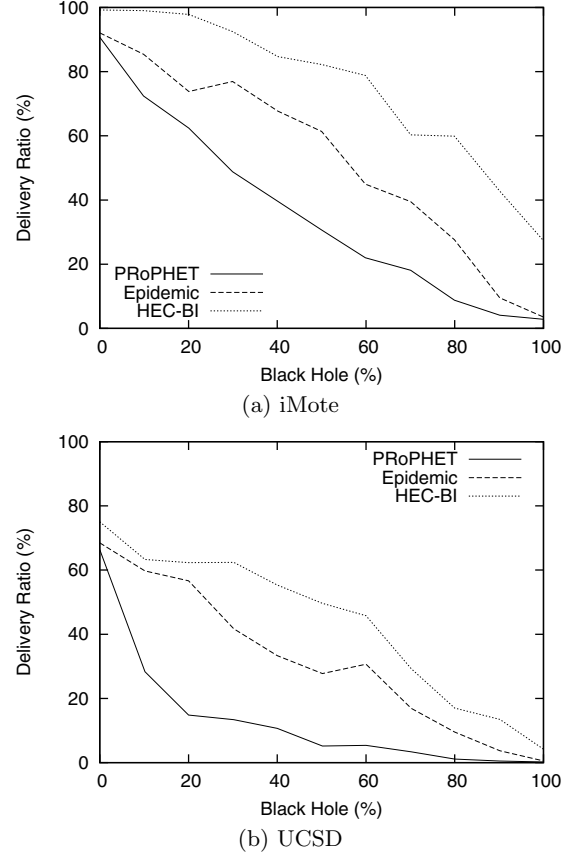 100
80
60
40
20
0
Delivery Ratio (%)
PRoPHET
Epidemic
HEC-BI
0 20 40 60 80 100
Black Hole (%)
(a) iMote
100
80
60
40
20
0
Delivery Ratio (%)
PRoPHET
Epidemic
HEC-BI
0 20 40 60 80 100
Black Hole (%)
(b) UCSD